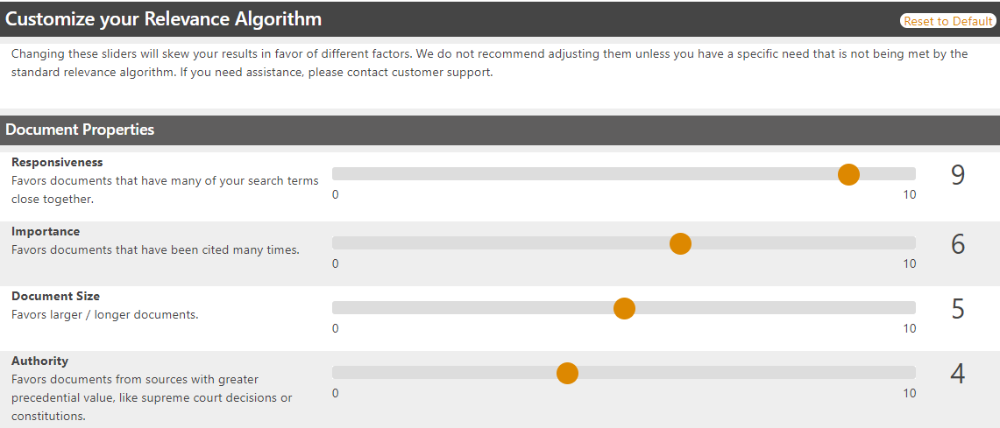 Customize your Relevance Algorithm
Reset to Default
Changing these sliders will skew your results in favor of different factors. We do not recommend adjusting them unless you have a specific need that is not being met by the
standard relevance algorithm. If you need assistance, please contact customer support.
Document Properties
Responsiveness
Favors documents that have many of your search terms
close together.
0
10
9
Importance
Favors documents that have been cited many times.
0
10
6
Document Size
Favors larger / longer documents.
0
10
5
Authority
Favors documents from sources with greater
precedential value, like supreme court decisions or
constitutions.
0
10
4